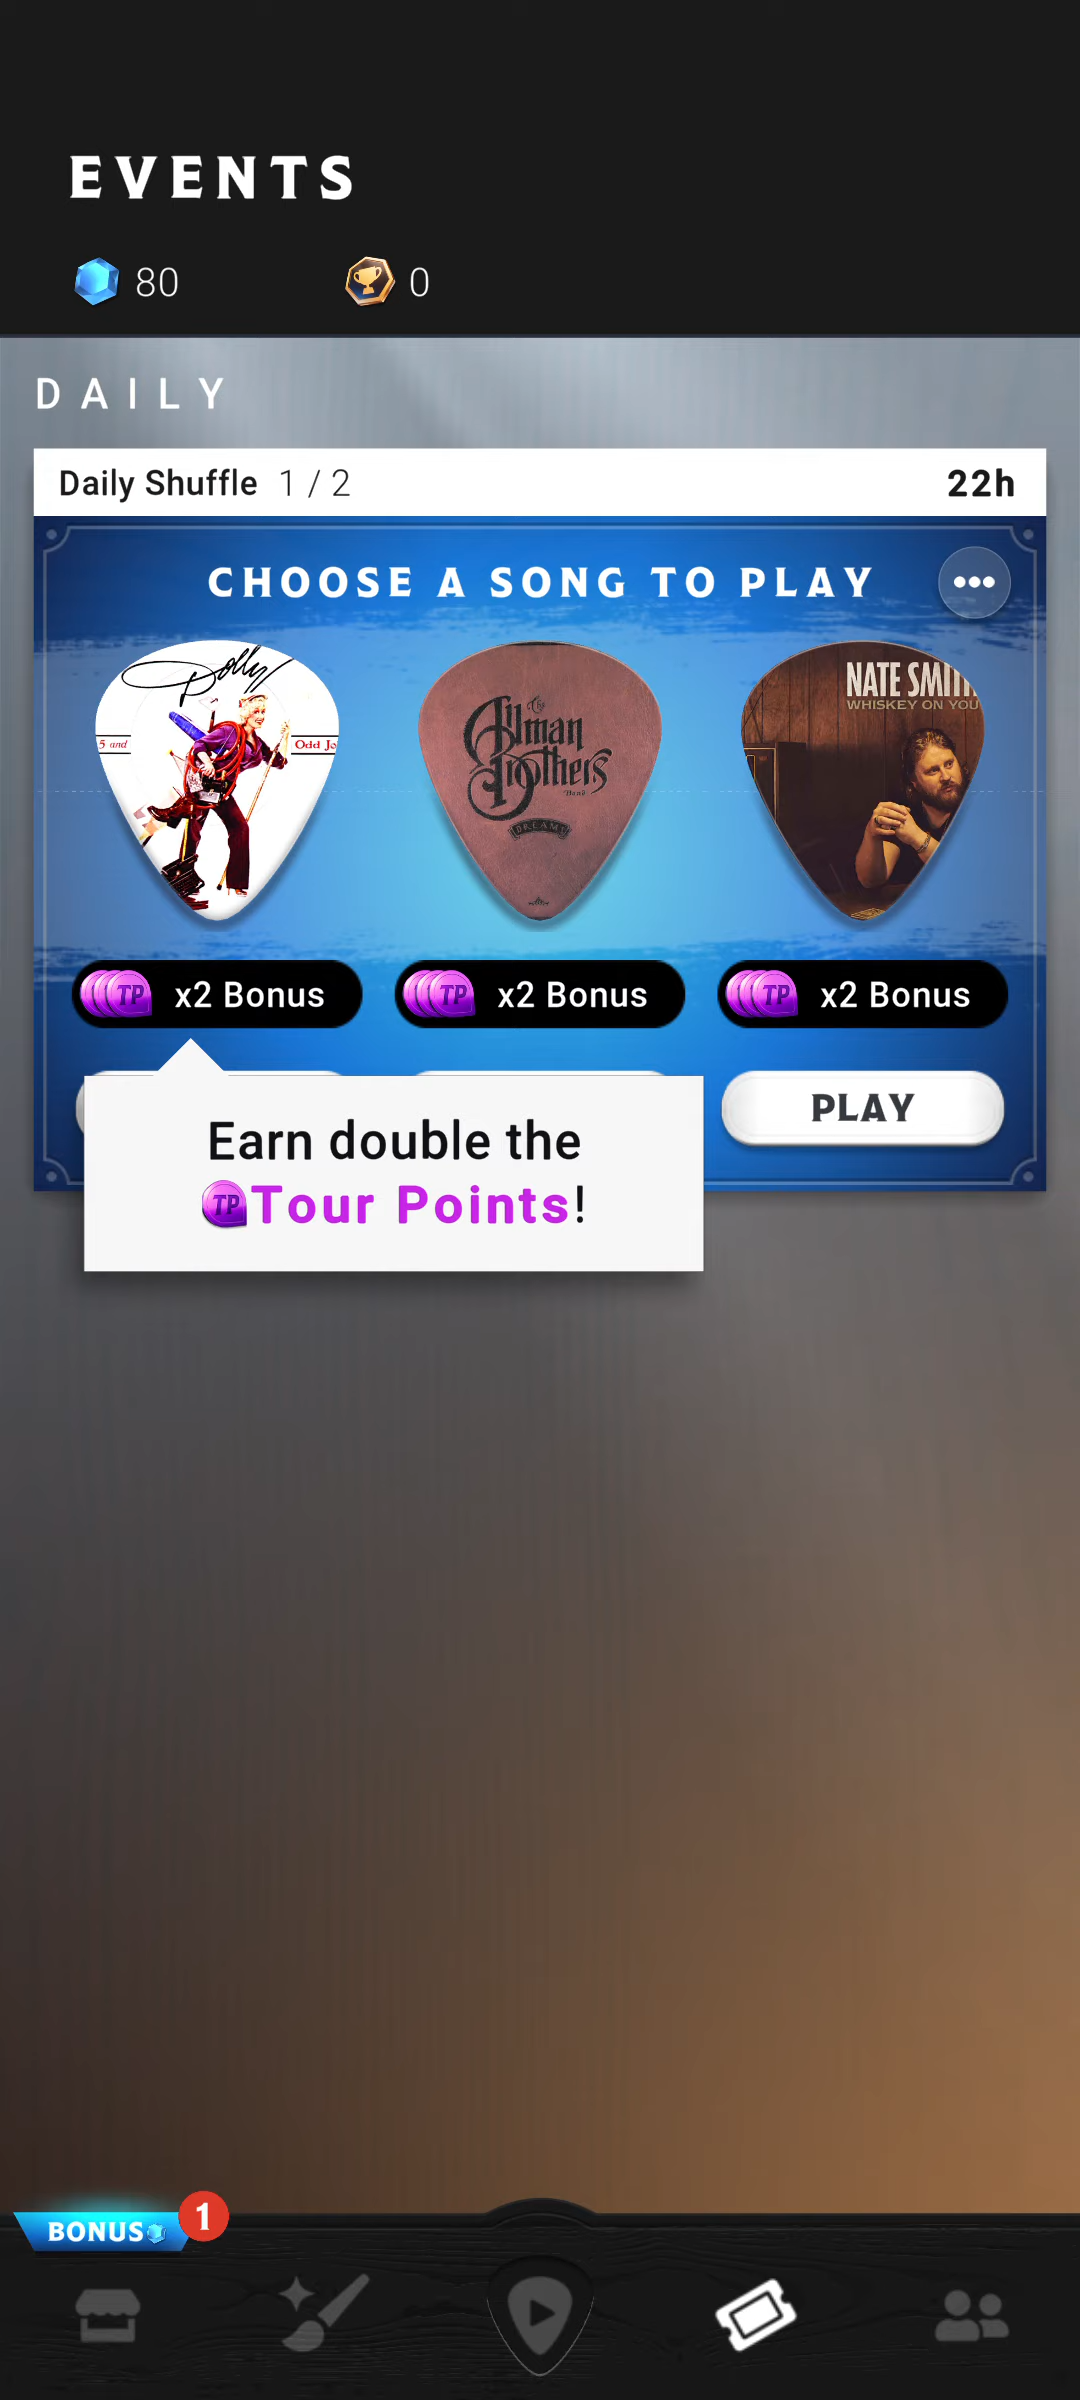 EVENTS
80
0
DAILY
Daily Shuffle 1 / 2
22h
CHOOSE A SONG TO PLAY
Dolly
5 and
Odd Jo
The
Allman
Brothers
Band
DREAMS
NATE SMITH
WHISKEY ON YOU
TP x2 Bonus
TP x2 Bonus
TP x2 Bonus
PLAY
Earn double the
TP Tour Points!
BONUS
1